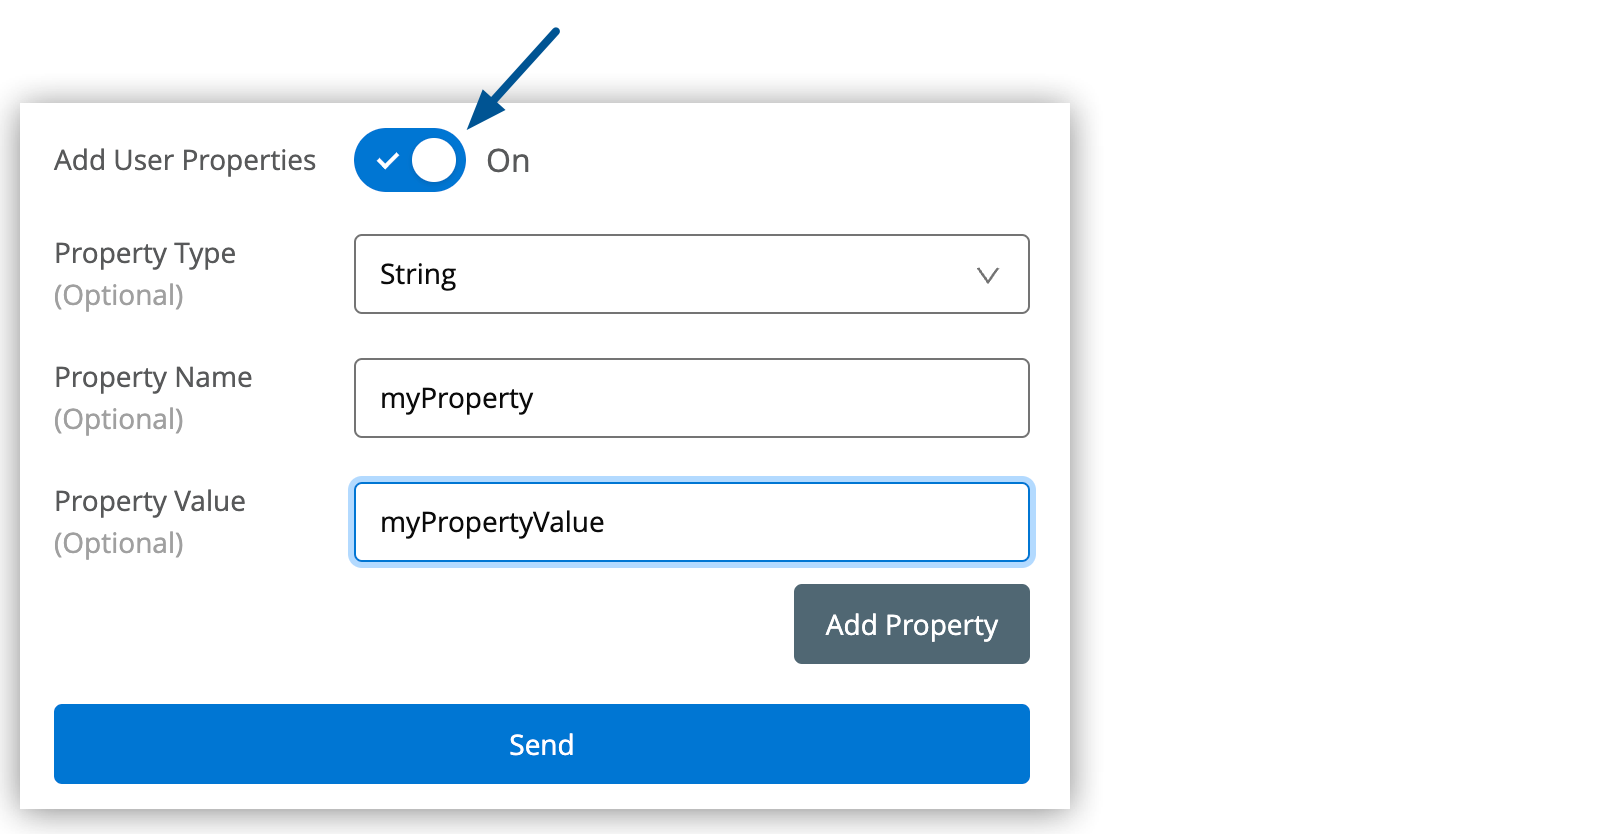 Add User Properties On
Property Type
(Optional)
String
Property Name
(Optional)
myProperty
Property Value
(Optional)
myPropertyValue
Add Property
Send